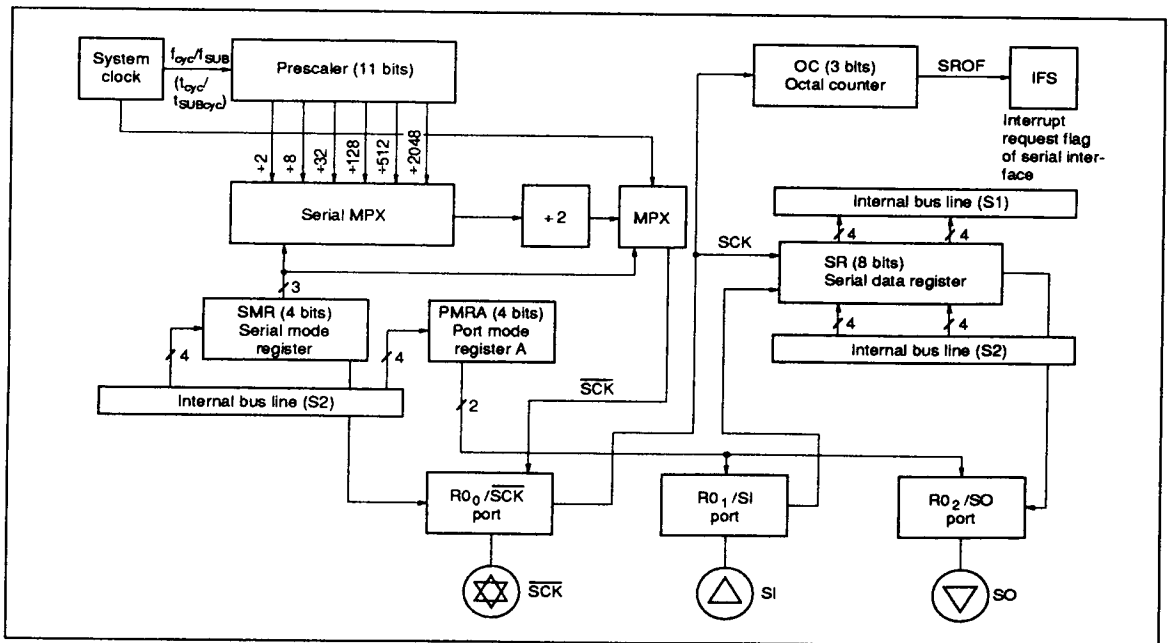 System
clock
fcyc/fSUB
(tcyc/
tSUBcyc)
Prescaler (11 bits)
÷2
÷8
÷32
÷128
÷512
÷2048
Serial MPX
÷2
MPX
OC (3 bits)
Octal counter
SROF
IFS
Interrupt
request flag
of serial inter-
face
Internal bus line (S1)
4
4
SCK
SR (8 bits)
Serial data register
4
4
Internal bus line (S2)
3
SMR (4 bits)
Serial mode
register
4
PMRA (4 bits)
Port mode
register A
4
Internal bus line (S2)
2
SCK
R0₀/SCK
port
R0₁/SI
port
R0₂/SO
port
SCK
SI
SO